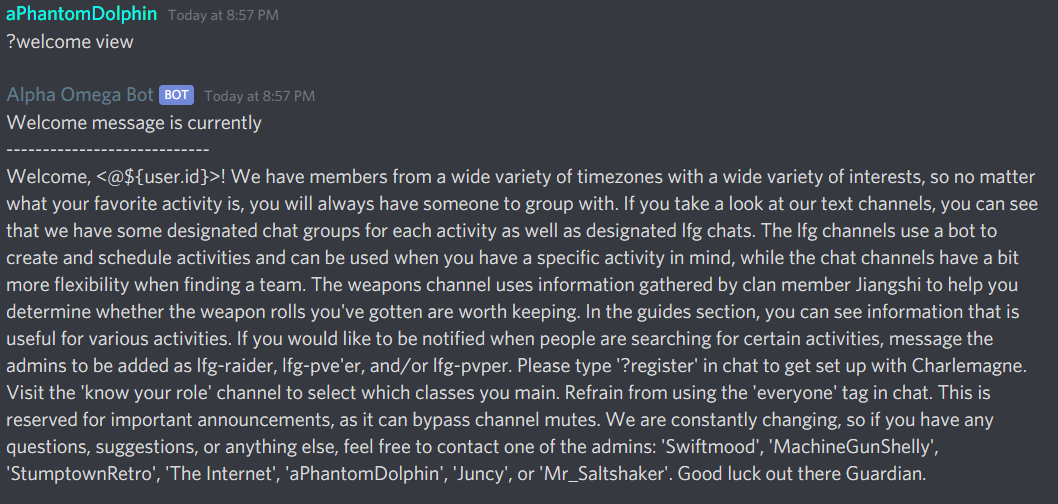 aPhantomDolphin Today at 8:57 PM
?welcome view
Alpha Omega Bot BOT Today at 8:57 PM
Welcome message is currently
----------------------------
Welcome, <@${user.id}>! We have members from a wide variety of timezones with a wide variety of interests, so no matter
what your favorite activity is, you will always have someone to group with. If you take a look at our text channels, you can see
that we have some designated chat groups for each activity as well as designated lfg chats. The lfg channels use a bot to
create and schedule activities and can be used when you have a specific activity in mind, while the chat channels have a bit
more flexibility when finding a team. The weapons channel uses information gathered by clan member Jiangshi to help you
determine whether the weapon rolls you've gotten are worth keeping. In the guides section, you can see information that is
useful for various activities. If you would like to be notified when people are searching for certain activities, message the
admins to be added as lfg-raider, lfg-pve'er, and/or lfg-pvper. Please type '?register' in chat to get set up with Charlemagne.
Visit the 'know your role' channel to select which classes you main. Refrain from using the 'everyone' tag in chat. This is
reserved for important announcements, as it can bypass channel mutes. We are constantly changing, so if you have any
questions, suggestions, or anything else, feel free to contact one of the admins: 'Swiftmood', 'MachineGunShelly',
'StumptownRetro', 'The Internet', 'aPhantomDolphin', 'Juncy', or 'Mr_Saltshaker'. Good luck out there Guardian.